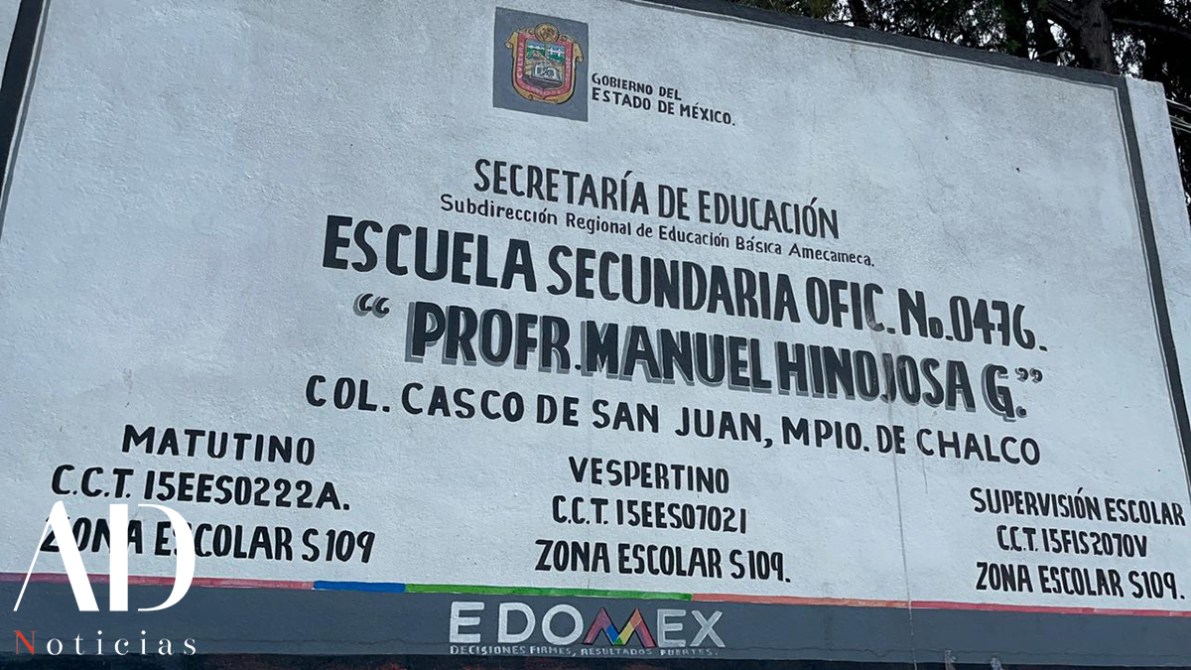 GOBIERNO DEL
ESTADO DE MÉXICO.
SECRETARÍA DE EDUCACIÓN
Subdirección Regional de Educación Básica Amecameca.
ESCUELA SECUNDARIA OFIC. No. 0476.
“PROFR. MANUEL HINOJOSA G.”
COL. CASCO DE SAN JUAN, MPIO. DE CHALCO
MATUTINO
C.C.T. 15EES0222A.
ZONA ESCOLAR S109
VESPERTINO
C.C.T. 15EES0702I
ZONA ESCOLAR S109.
SUPERVISIÓN ESCOLAR
C.C.T. 15FIS2070V
ZONA ESCOLAR S109.
EDOMEX
DECISIONES FIRMES, RESULTADOS FUERTES.
AD
Noticias